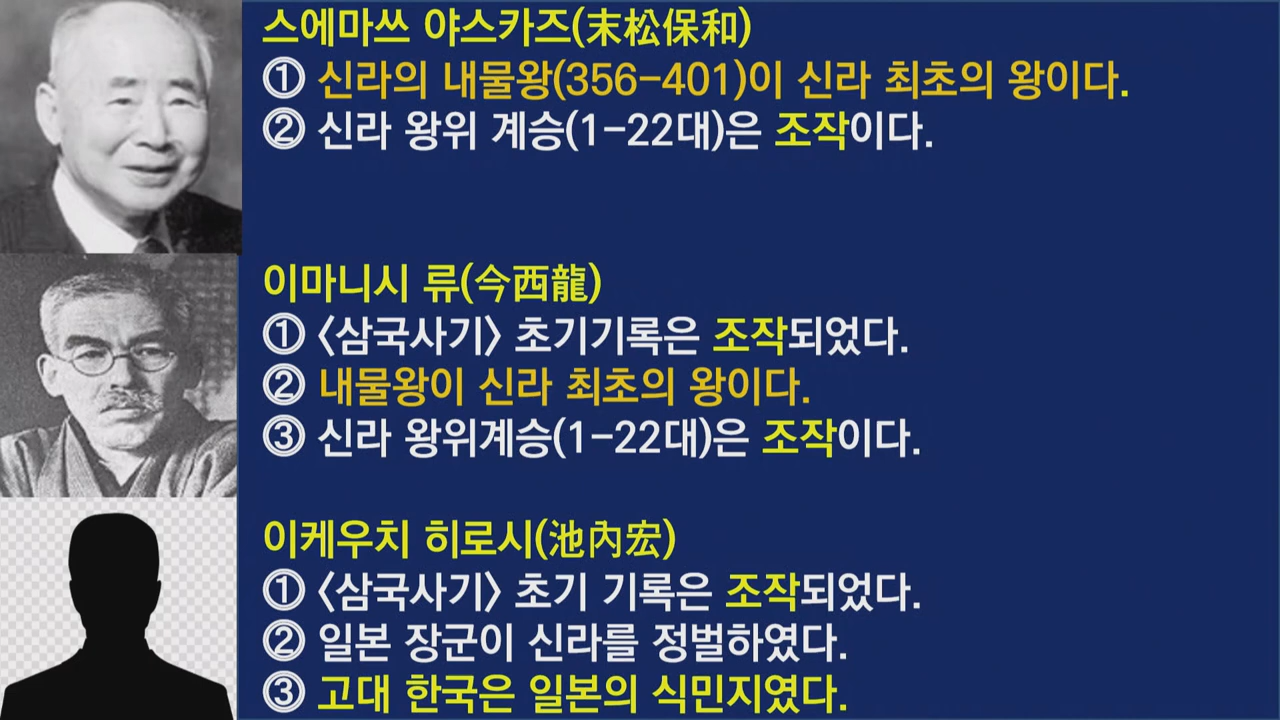 스에마쓰 야스카즈(末松保和)
① 신라의 내물왕(356-401)이 신라 최초의 왕이다.
② 신라 왕위 계승(1-22대)은 조작이다.
이마니시 류(今西龍)
① <삼국사기> 초기기록은 조작되었다.
② 내물왕이 신라 최초의 왕이다.
③ 신라 왕위계승(1-22대)은 조작이다.
이케우치 히로시(池內宏)
① <삼국사기> 초기 기록은 조작되었다.
② 일본 장군이 신라를 정벌하였다.
③ 고대 한국은 일본의 식민지였다.